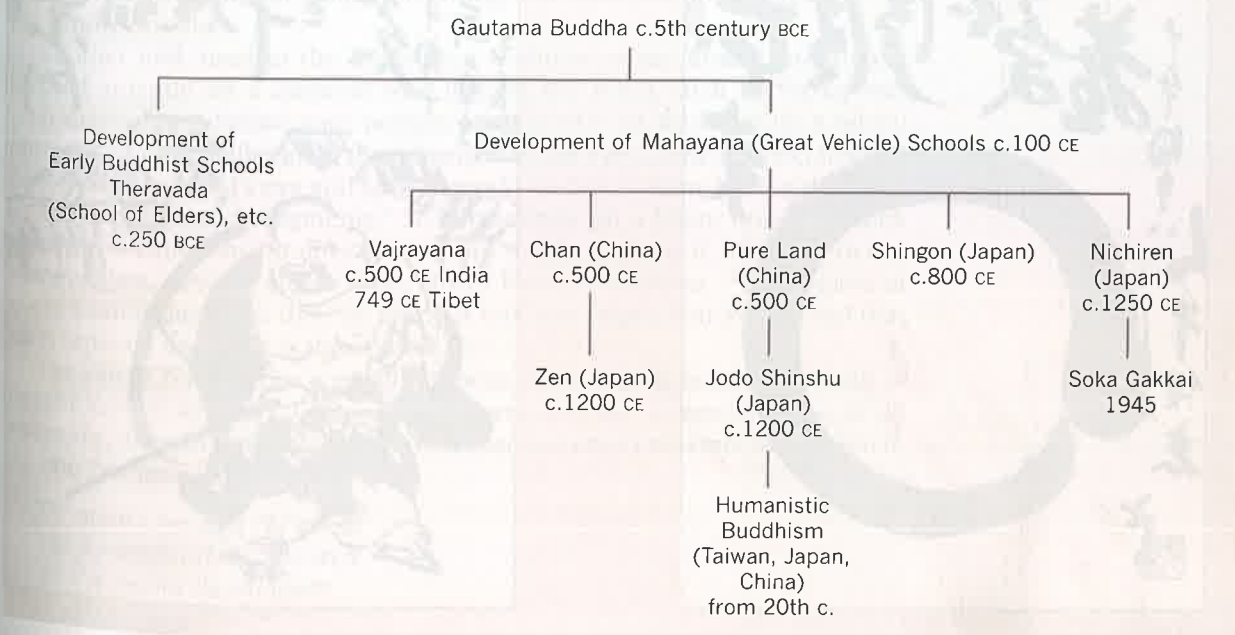 Gautama Buddha c.5th century BCE
Development of
Early Buddhist Schools
Theravada
(School of Elders), etc.
c.250 BCE
Development of Mahayana (Great Vehicle) Schools c.100 CE
Vajrayana
c.500 CE India
749 CE Tibet
Chan (China)
c.500 CE
Zen (Japan)
c.1200 CE
Pure Land
(China)
c.500 CE
Jodo Shinshu
(Japan)
c.1200 CE
Humanistic
Buddhism
(Taiwan, Japan,
China)
from 20th c.
Shingon (Japan)
c.800 CE
Nichiren
(Japan)
c.1250 CE
Soka Gakkai
1945